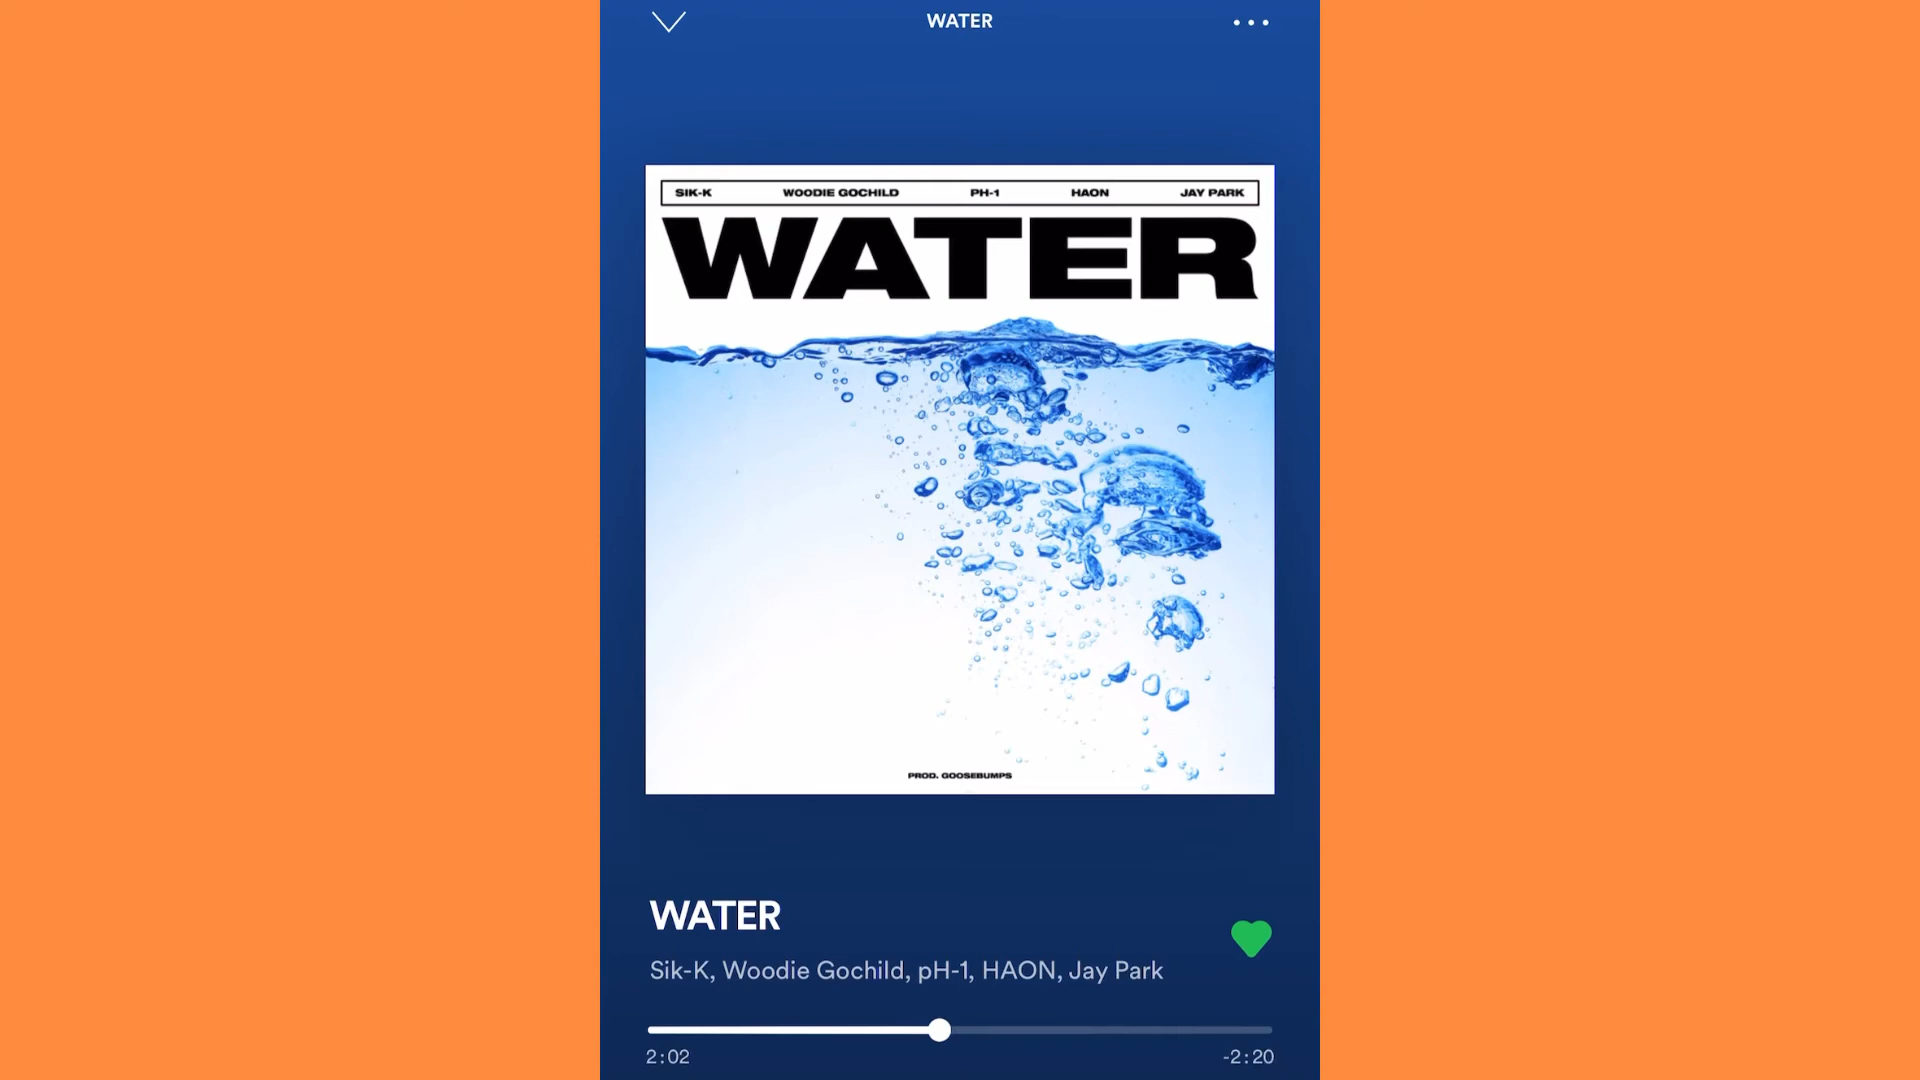 WATER
SIK-K WOODIE GOCHILD PH-1 HAON JAY PARK
WATER
PROD. GOOSEBUMPS
WATER
Sik-K, Woodie Gochild, pH-1, HAON, Jay Park
2:02 -2:20